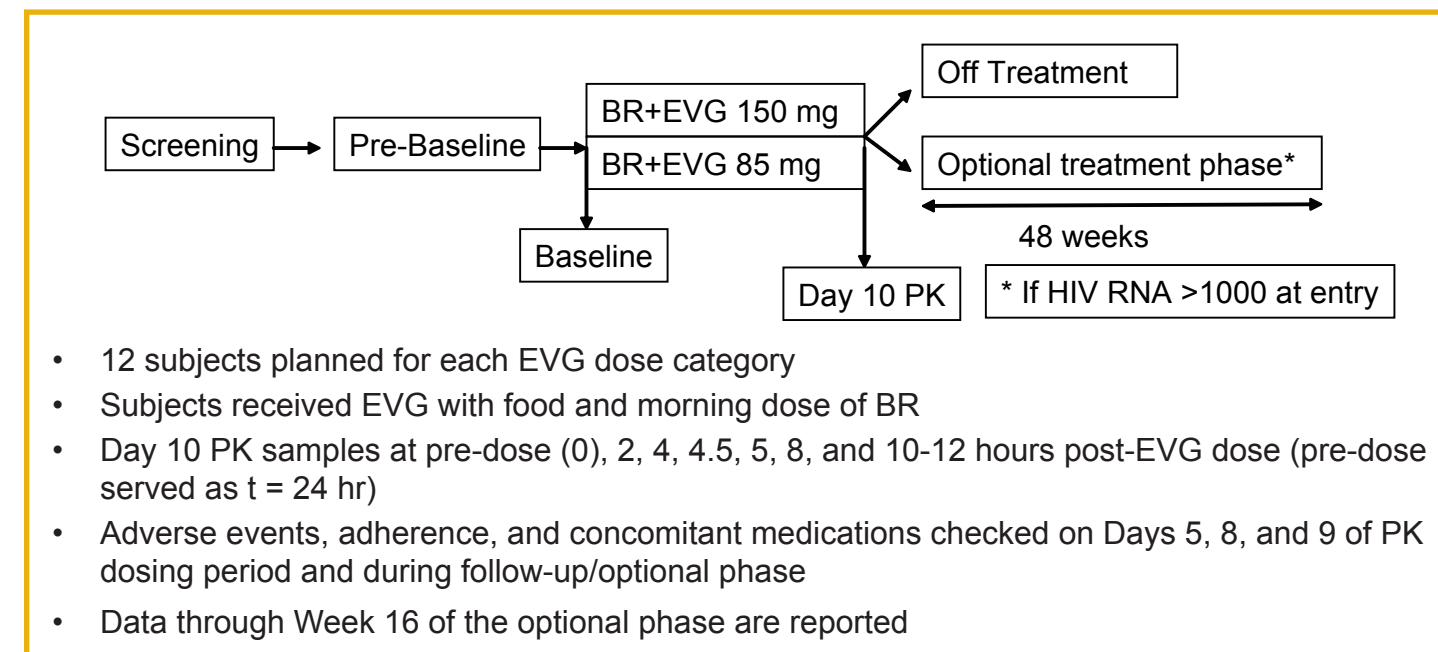 Off Treatment
BR+EVG 150 mg
Screening
Pre-Baseline
BR+EVG 85 mg
Optional treatment phase*
48 weeks
Baseline
Day 10 PK
* If HIV RNA >1000 at entry
• 12 subjects planned for each EVG dose category
• Subjects received EVG with food and morning dose of BR
• Day 10 PK samples at pre-dose (0), 2, 4, 4.5, 5, 8, and 10-12 hours post-EVG dose (pre-dose
served as t = 24 hr)
• Adverse events, adherence, and concomitant medications checked on Days 5, 8, and 9 of PK
dosing period and during follow-up/optional phase
• Data through Week 16 of the optional phase are reported